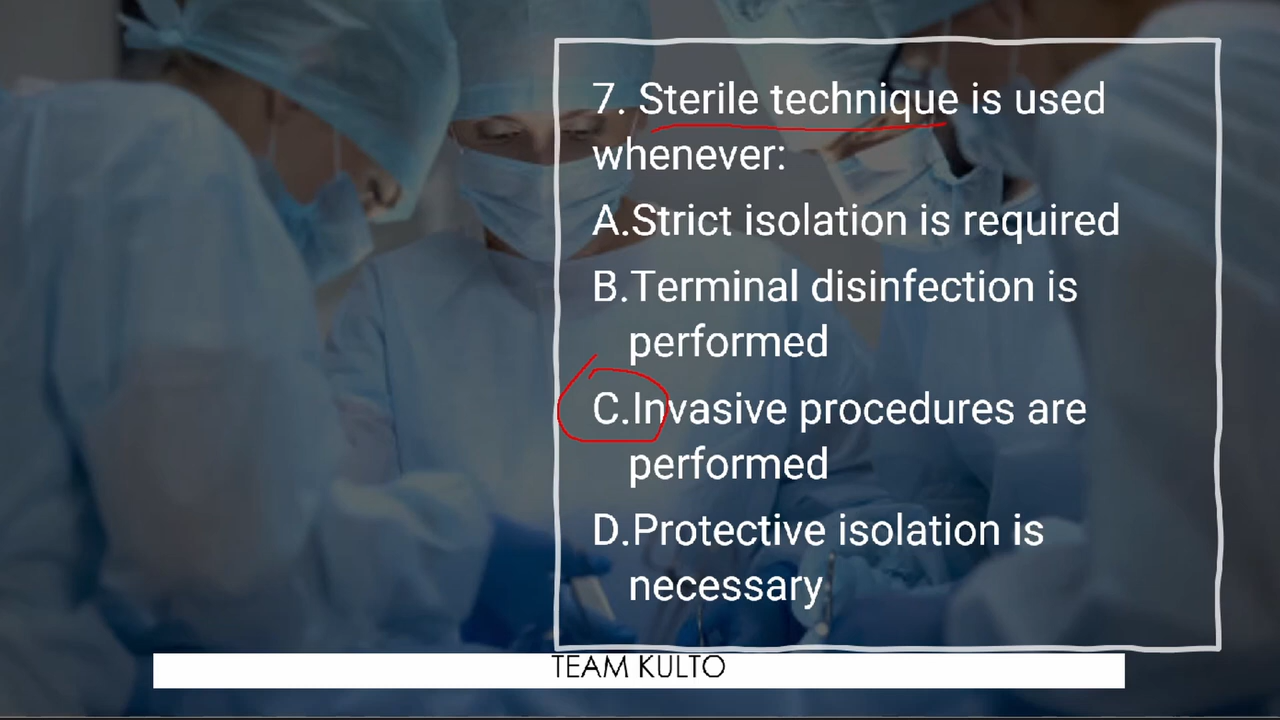 7. Sterile technique is used
whenever:
A.Strict isolation is required
B.Terminal disinfection is
performed
C.Invasive procedures are
performed
D.Protective isolation is
necessary
TEAM KULTO